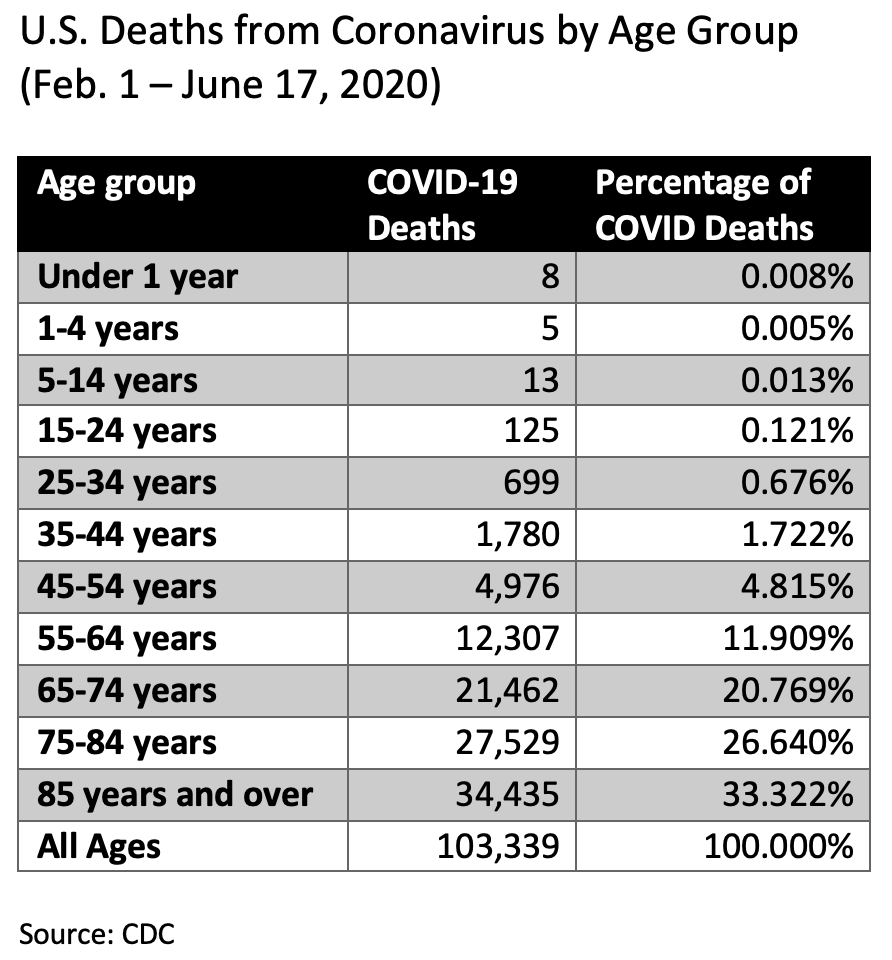 U.S. Deaths from Coronavirus by Age Group
(Feb. 1 – June 17, 2020)
Age group COVID-19 Percentage of
Deaths COVID Deaths
Under 1 year 8 0.008%
1-4 years 5 0.005%
5-14 years 13 0.013%
15-24 years 125 0.121%
25-34 years 699 0.676%
35-44 years 1,780 1.722%
45-54 years 4,976 4.815%
55-64 years 12,307 11.909%
65-74 years 21,462 20.769%
75-84 years 27,529 26.640%
85 years and over 34,435 33.322%
All Ages 103,339 100.000%
Source: CDC